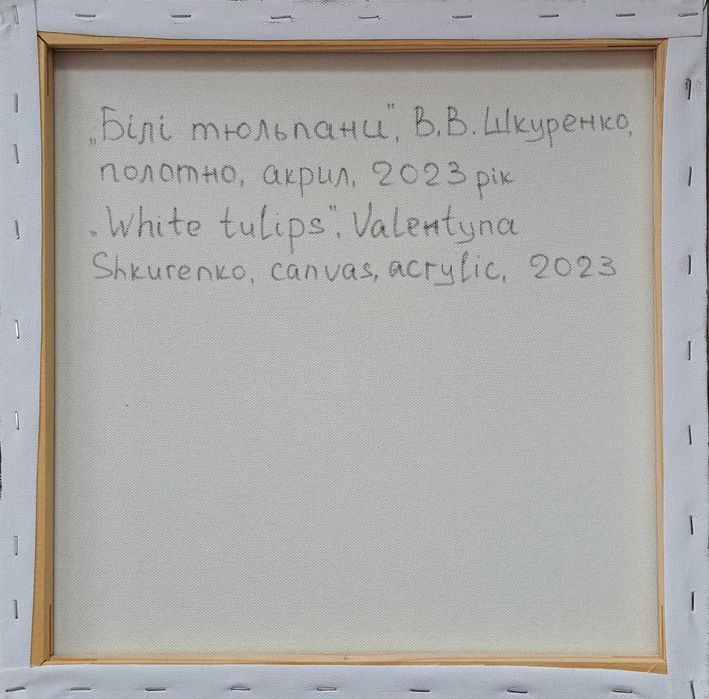 „Білі тюльпани", В.В. Шкуренко,
полотно, акрил, 2023 рік
„White tulips". Valentyna
Shkurenko, canvas, acrylic, 2023